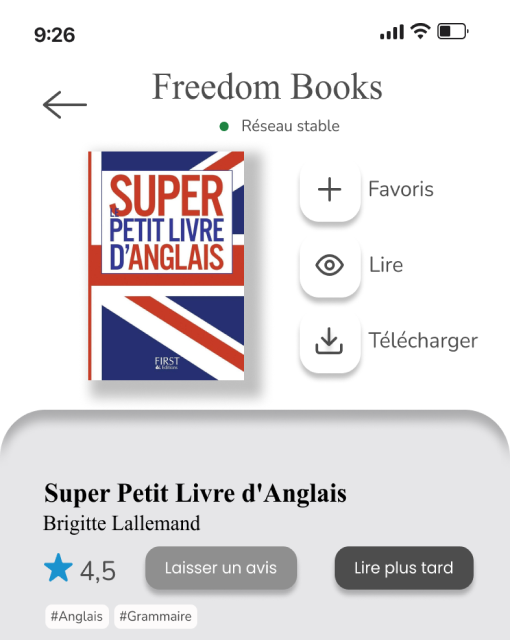 9:26
Freedom Books
Réseau stable
LE
SUPER
PETIT LIVRE
D'ANGLAIS
FIRST
Editions
Favoris
Lire
Télécharger
Super Petit Livre d'Anglais
Brigitte Lallemand
4,5
Laisser un avis
Lire plus tard
#Anglais #Grammaire